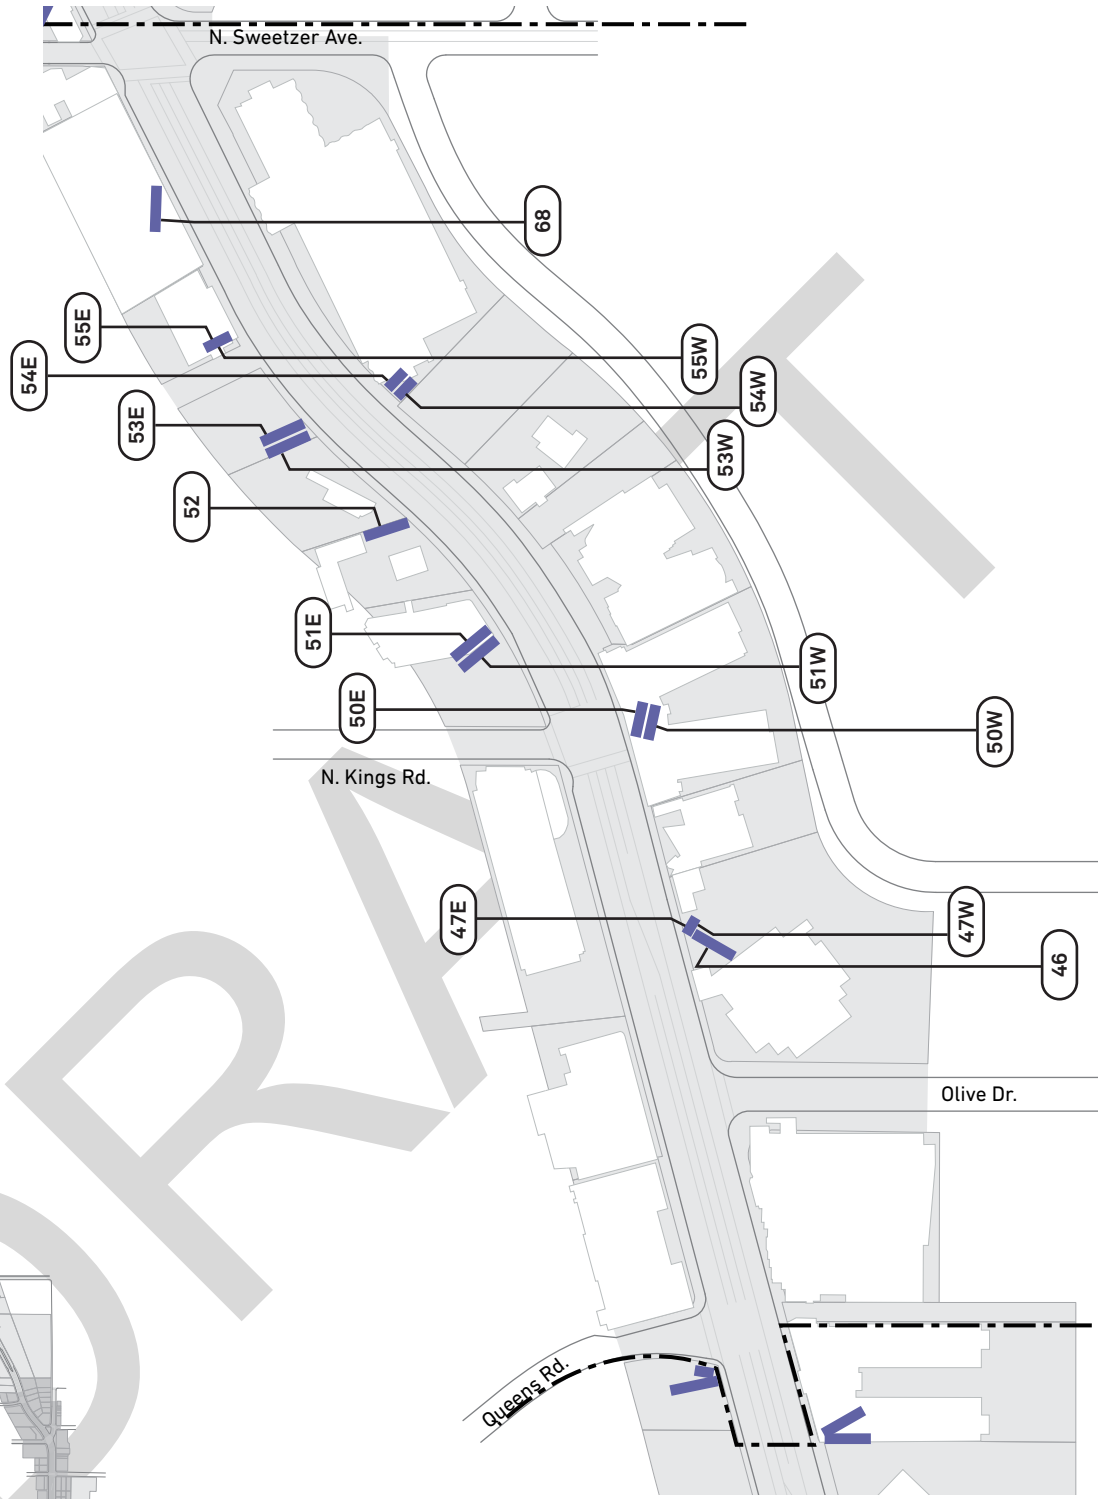 N. Sweetzer Ave.
68
55E
54E
55W
54W
53E
53W
52
51E
51W
50E
50W
N. Kings Rd.
47E
47W
46
Olive Dr.
Queens Rd.
DRA T